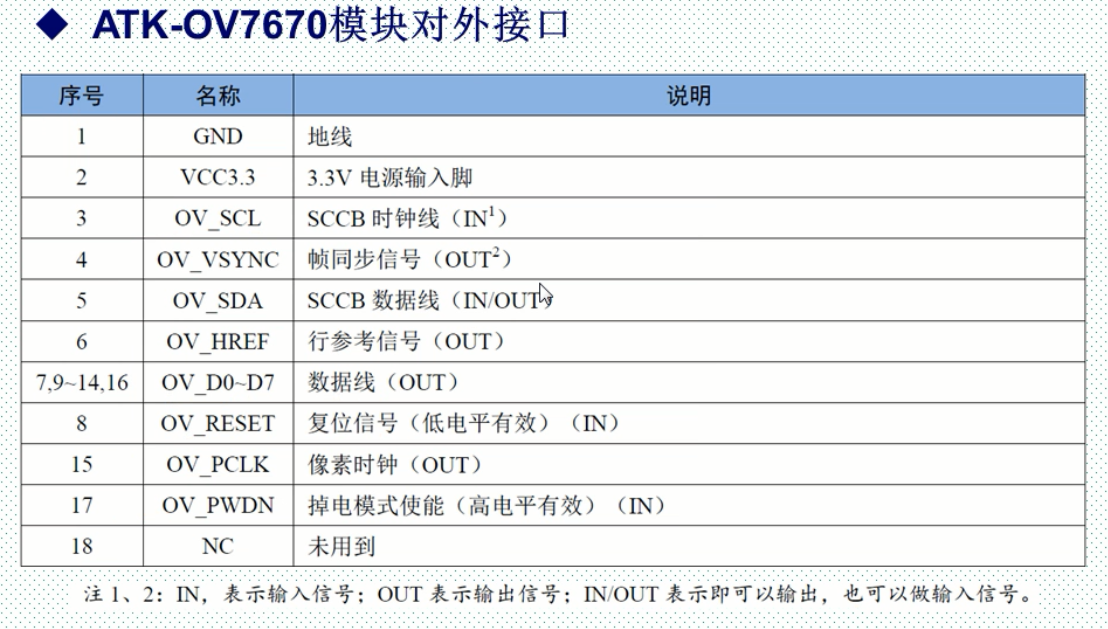 ◆ ATK-OV7670模块对外接口
序号 名称 说明
1 GND 地线
2 VCC3.3 3.3V 电源输入脚
3 OV_SCL SCCB 时钟线（IN¹）
4 OV_VSYNC 帧同步信号（OUT²）
5 OV_SDA SCCB 数据线（IN/OUT）
6 OV_HREF 行参考信号（OUT）
7,9~14,16 OV_D0~D7 数据线（OUT）
8 OV_RESET 复位信号（低电平有效）（IN）
15 OV_PCLK 像素时钟（OUT）
17 OV_PWDN 掉电模式使能（高电平有效）（IN）
18 NC 未用到
注 1、2：IN，表示输入信号；OUT 表示输出信号；IN/OUT 表示即可以输出，也可以做输入信号。